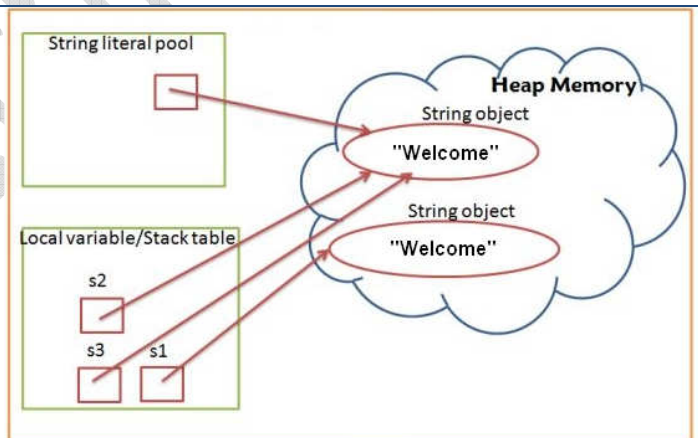 String literal pool
Heap Memory
String object
"Welcome"
String object
"Welcome"
Local variable/Stack table
s2
s3 s1